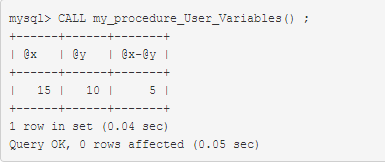 mysql> CALL my_procedure_User_Variables() ;
+------+------+-------+
| @x   | @y   | @x-@y |
+------+------+-------+
|   15 |   10 |     5 |
+------+------+-------+
1 row in set (0.04 sec)
Query OK, 0 rows affected (0.05 sec)